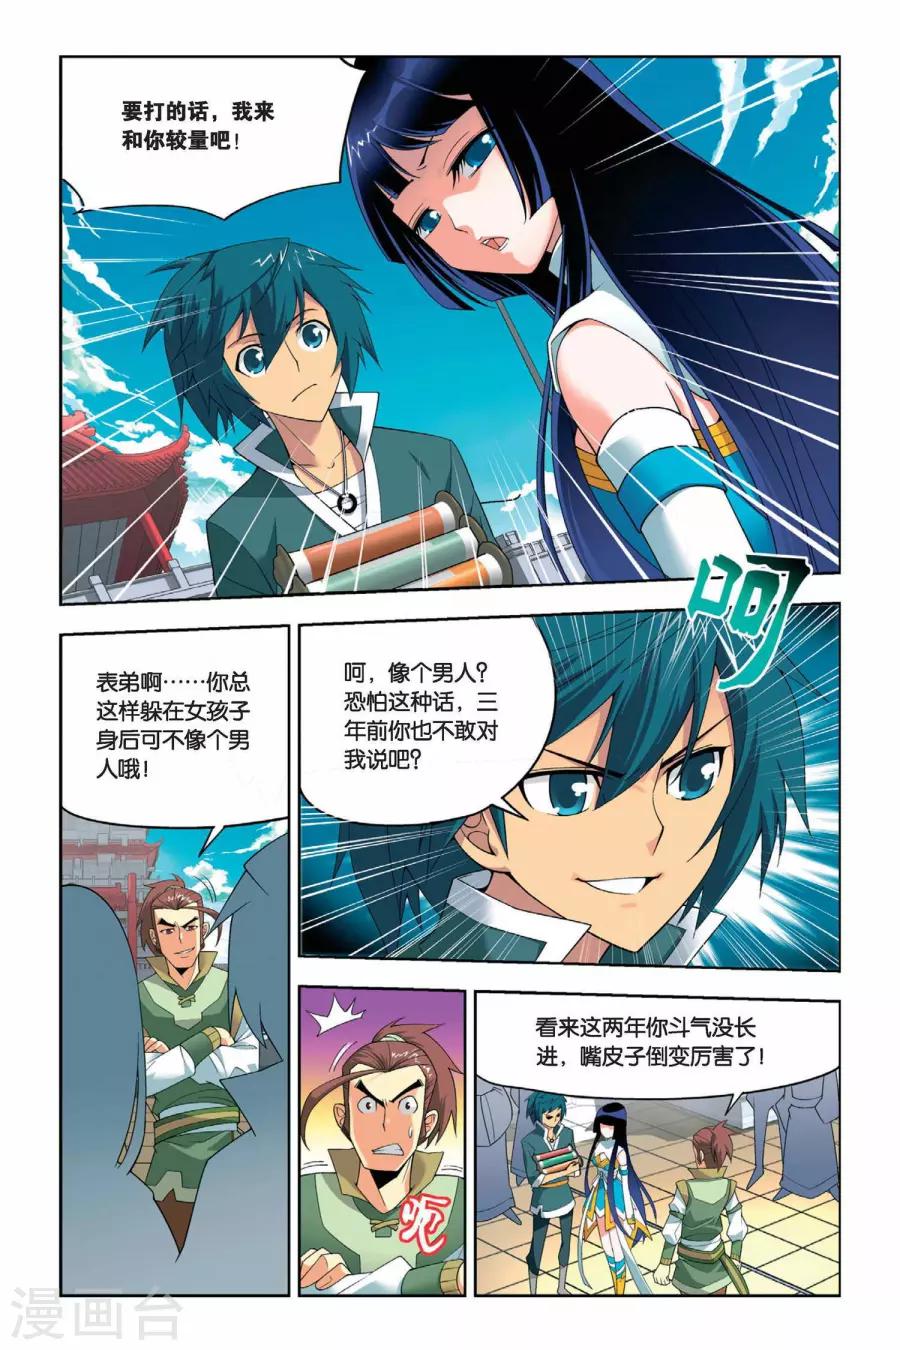 要打的话，我来
和你较量吧！
呵
表弟啊……你总
这样躲在女孩子
身后可不像个男
人哦！
呵，像个男人？
恐怕这种话，三
年前你也不敢对
我说吧？
呃
看来这两年你斗气没长
进，嘴皮子倒变厉害了！
漫画台